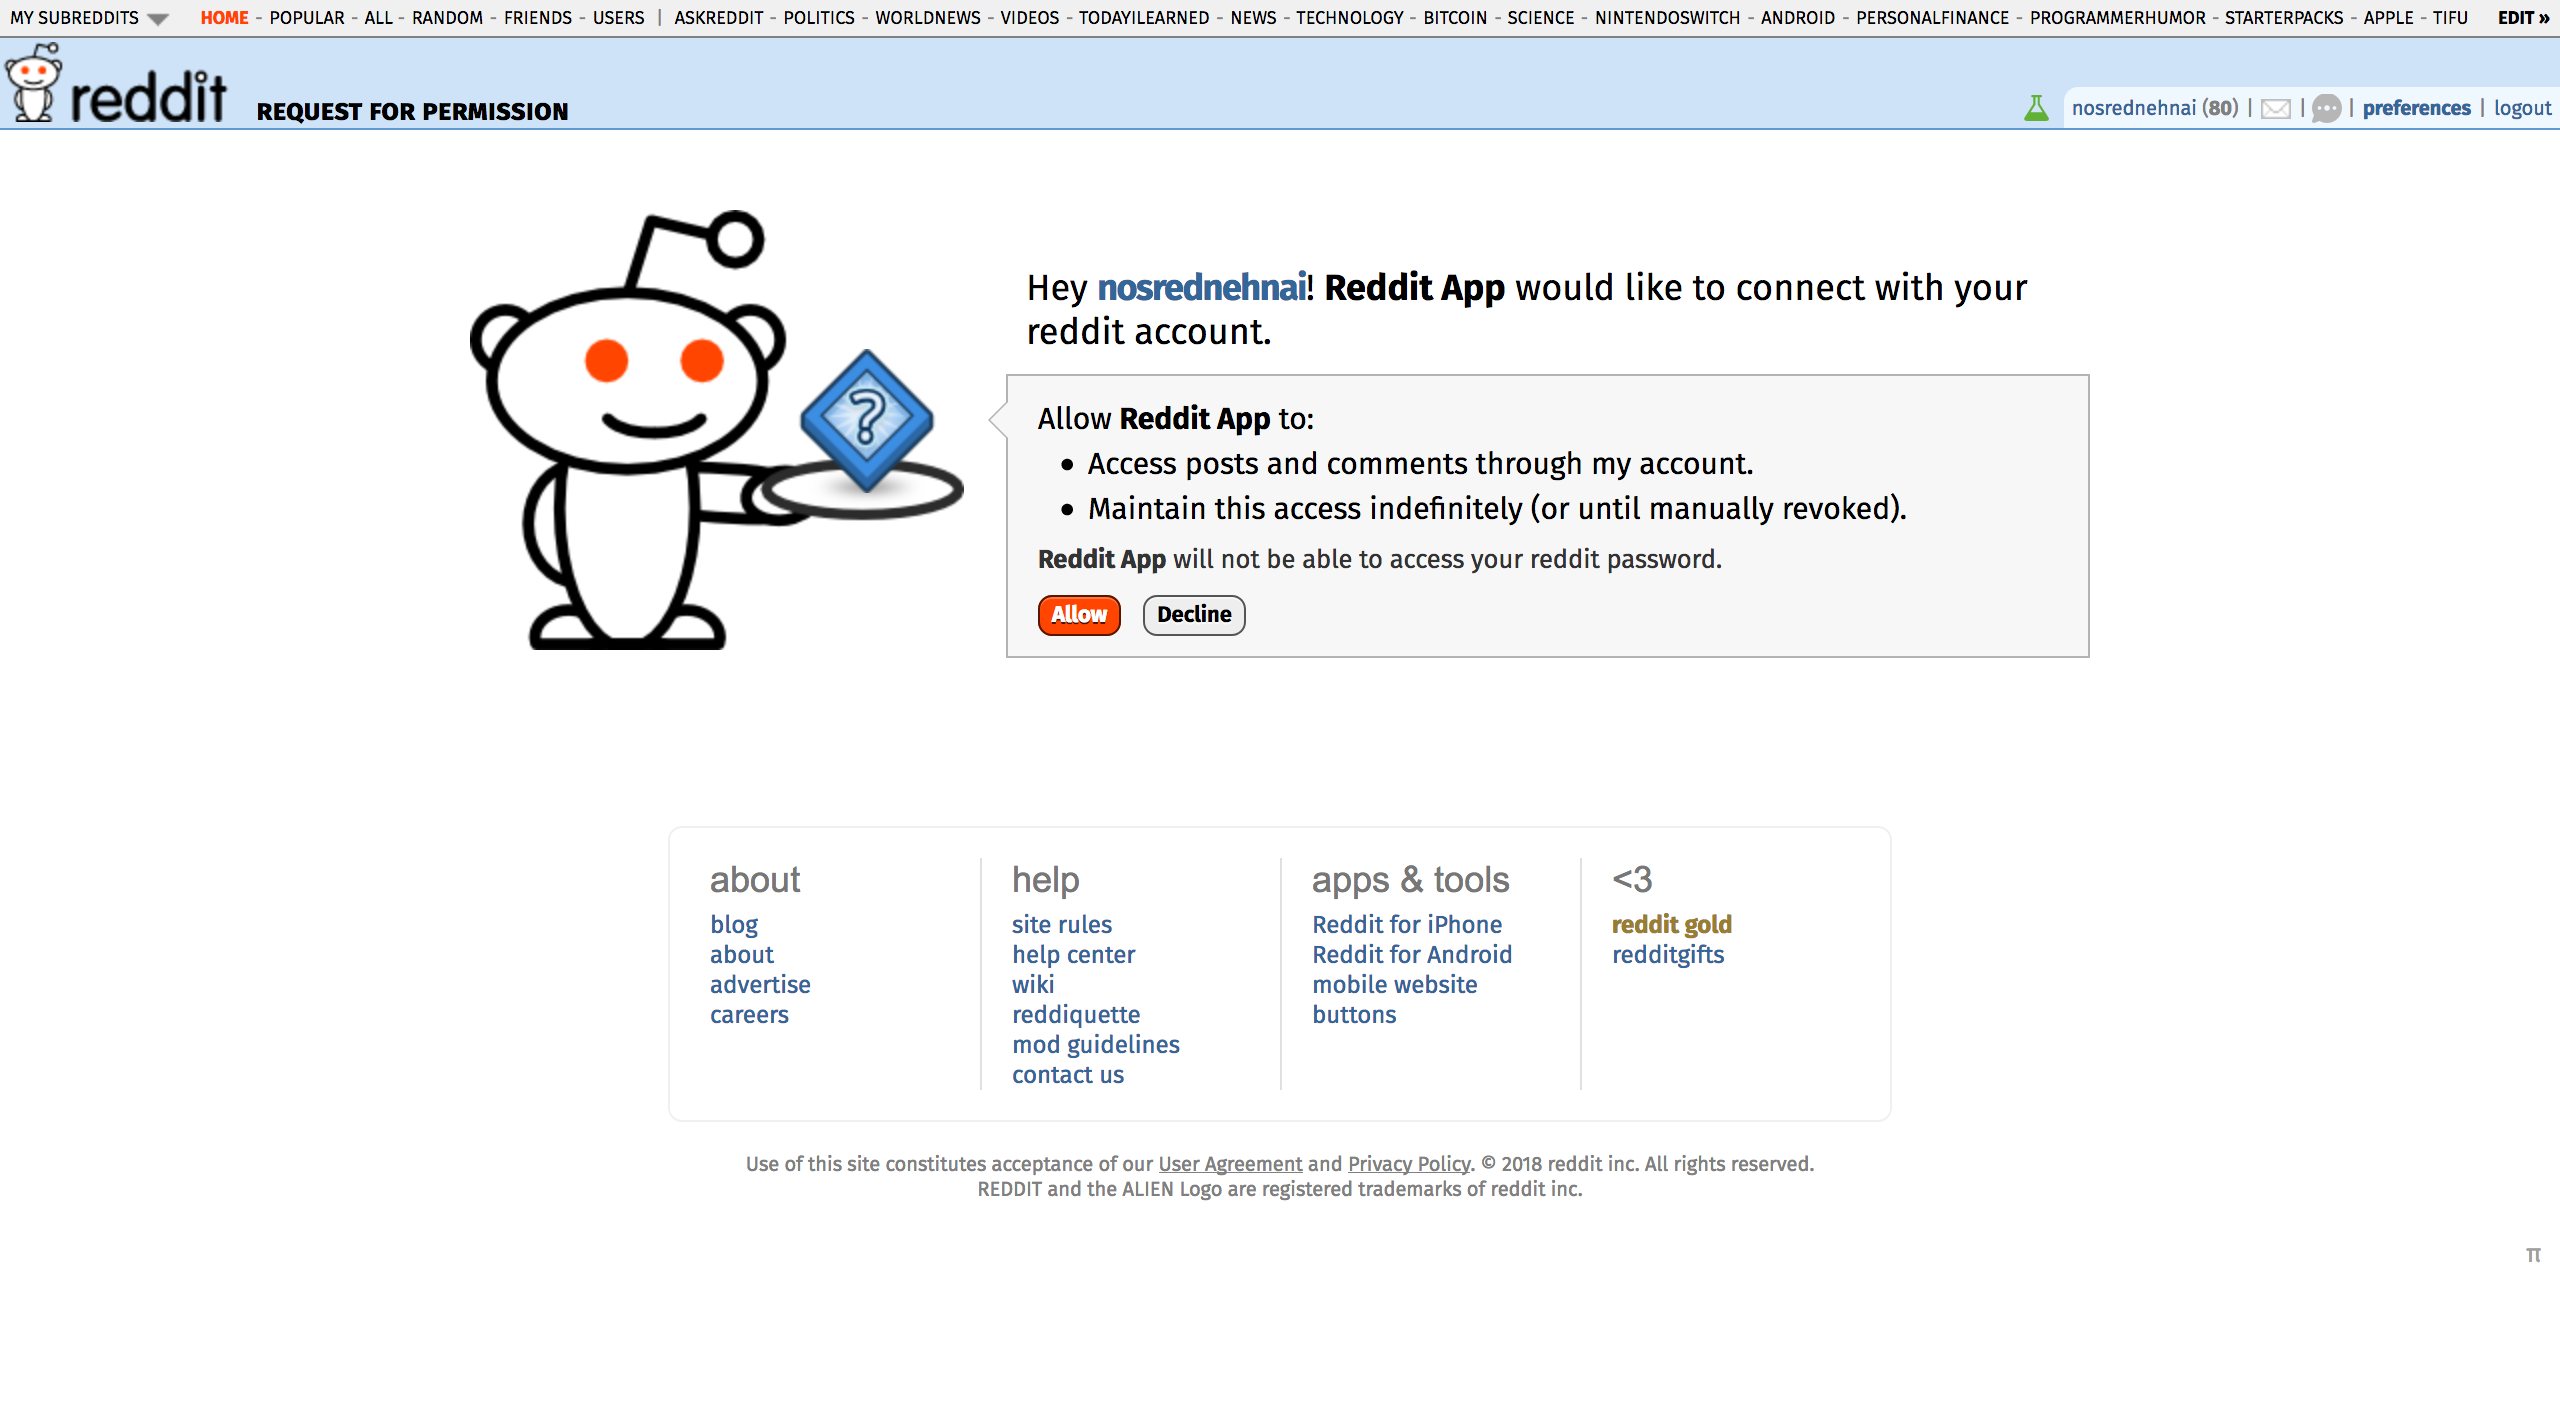 MY SUBREDDITS HOME - POPULAR - ALL - RANDOM - FRIENDS - USERS | ASKREDDIT - POLITICS - WORLDNEWS - VIDEOS - TODAYILEARNED - NEWS - TECHNOLOGY - BITCOIN - SCIENCE - NINTENDOSWITCH - ANDROID - PERSONALFINANCE - PROGRAMMERHUMOR - STARTERPACKS - APPLE - TIFU EDIT »
reddit REQUEST FOR PERMISSION
nosrednehnai (80) | | | preferences | logout
Hey nosrednehnai! Reddit App would like to connect with your
reddit account.
?
Allow Reddit App to:
• Access posts and comments through my account.
• Maintain this access indefinitely (or until manually revoked).
Reddit App will not be able to access your reddit password.
Allow Decline
about
blog
about
advertise
careers
help
site rules
help center
wiki
reddiquette
mod guidelines
contact us
apps & tools
Reddit for iPhone
Reddit for Android
mobile website
buttons
<3
reddit gold
redditgifts
Use of this site constitutes acceptance of our User Agreement and Privacy Policy. © 2018 reddit inc. All rights reserved.
REDDIT and the ALIEN Logo are registered trademarks of reddit inc.
π